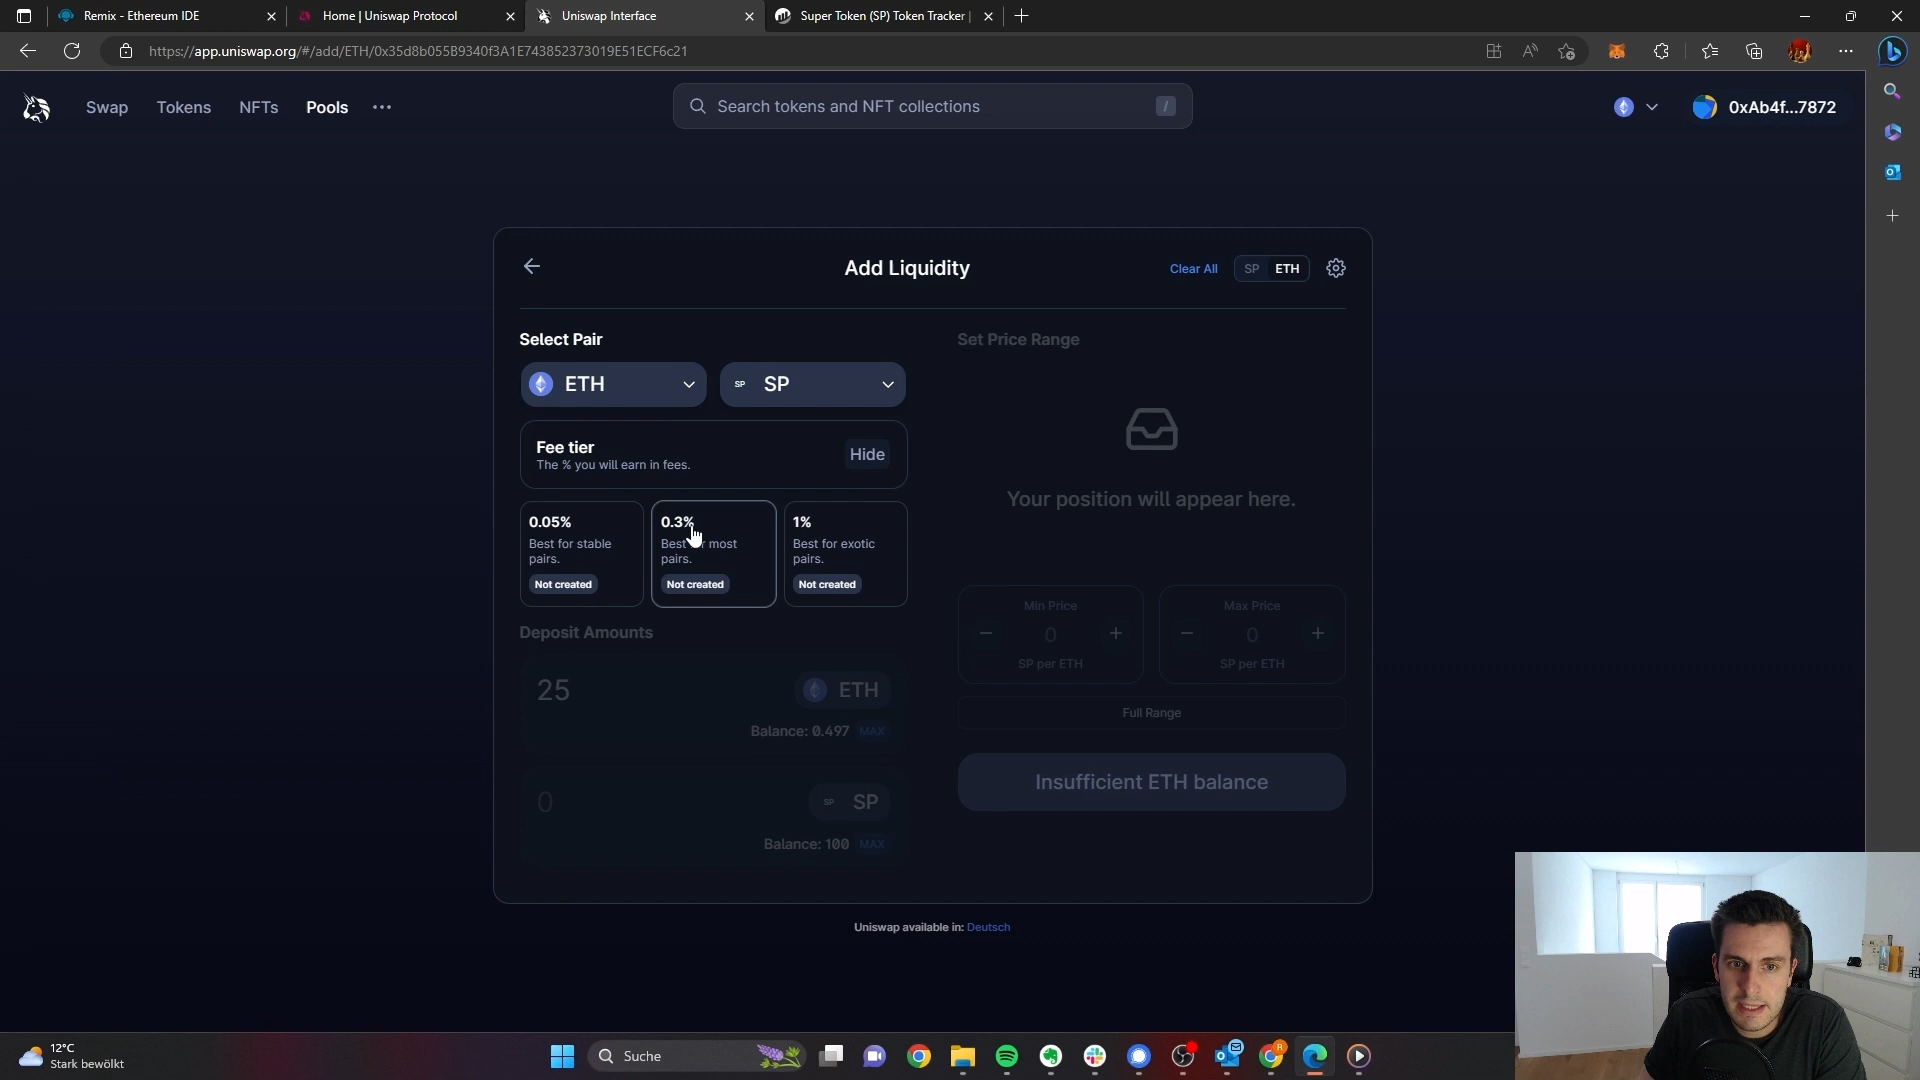 Remix - Ethereum IDE
Home | Uniswap Protocol
Uniswap Interface
Super Token (SP) Token Tracker |
https://app.uniswap.org/#/add/ETH/0x35d8b055B9340f3A1E743852373019E51ECF6c21
Swap
Tokens
NFTs
Pools
Search tokens and NFT collections
/
0xAb4f...7872
Add Liquidity
Clear All
SP ETH
Select Pair
Set Price Range
ETH
SP SP
Fee tier
The % you will earn in fees.
Hide
Your position will appear here.
0.05%
Best for stable
pairs.
Not created
0.3%
most
pairs.
Not created
1%
Best for exotic
pairs.
Not created
Min Price
0
SP per ETH
Max Price
0
SP per ETH
Deposit Amounts
25
ETH
Balance: 0.497 MAX
Full Range
Insufficient ETH balance
0
SP SP
Balance: 100 MAX
Uniswap available in: Deutsch
12°C
Stark bewölkt
Suche